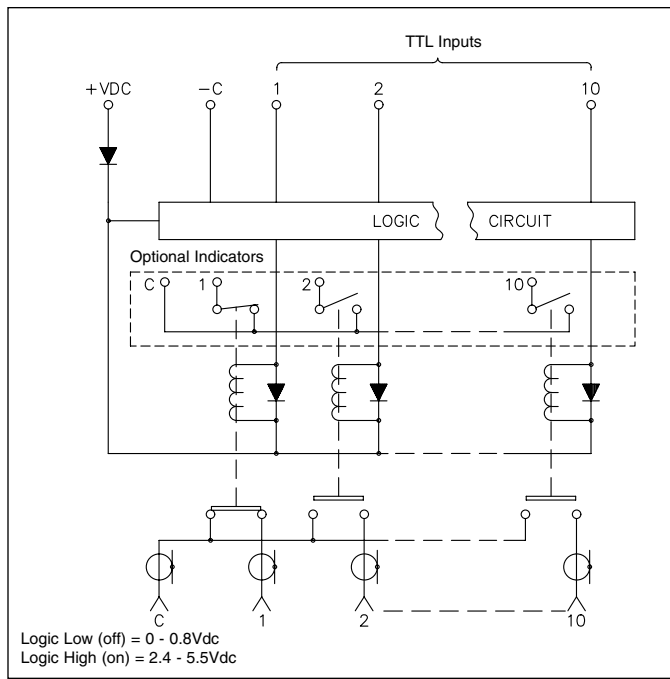 TTL Inputs
+VDC -C 1 2 10
LOGIC CIRCUIT
Optional Indicators
C 1 2 10
C 1 2 10
Logic Low (off) = 0 - 0.8Vdc
Logic High (on) = 2.4 - 5.5Vdc